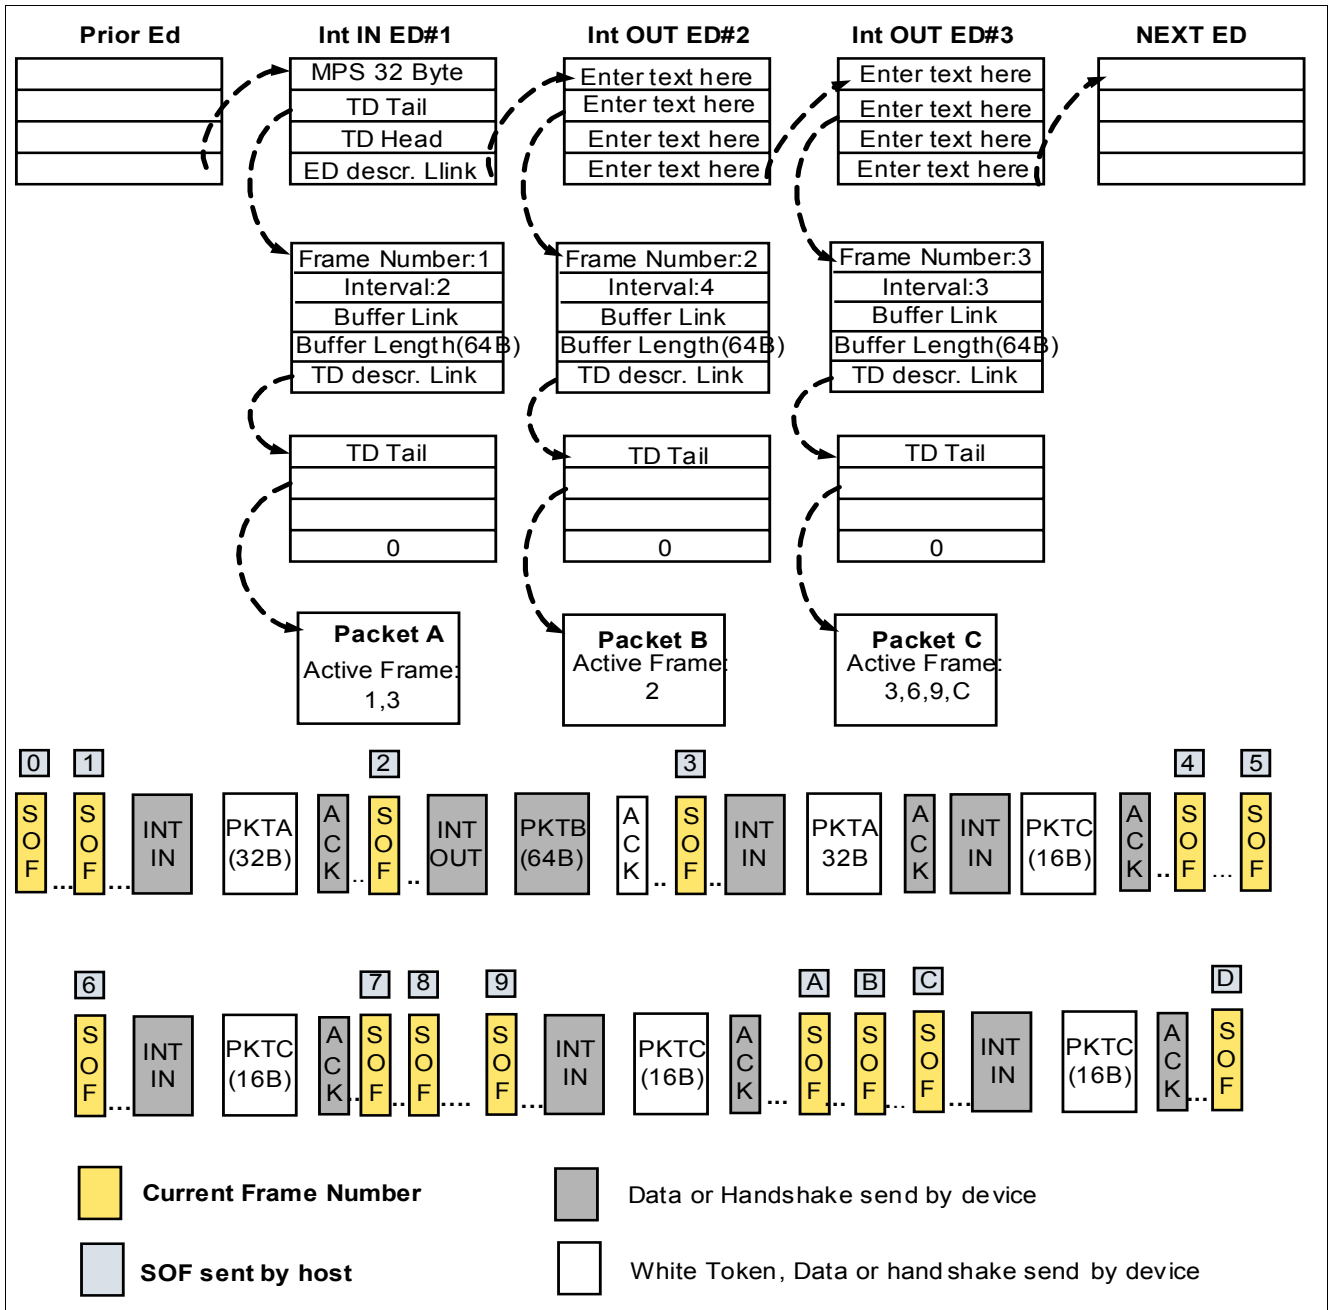 Prior Ed
Int IN ED#1
Int OUT ED#2
Int OUT ED#3
NEXT ED
MPS 32 Byte
TD Tail
TD Head
ED descr. Llink
Enter text here
Enter text here
Enter text here
Enter text here
Enter text here
Enter text here
Enter text here
Enter text here
Frame Number:1
Interval:2
Buffer Link
Buffer Length(64B)
TD descr. Link
Frame Number:2
Interval:4
Buffer Link
Buffer Length(64B)
TD descr. Link
Frame Number:3
Interval:3
Buffer Link
Buffer Length(64B)
TD descr. Link
TD Tail
0
TD Tail
0
TD Tail
0
Packet A
Active Frame:
1,3
Packet B
Active Frame:
2
Packet C
Active Frame:
3,6,9,C
0
1
2
3
4
5
SOF
...
SOF
...
INT
IN
PKTA
(32B)
ACK
..
SOF
..
INT
OUT
PKTB
(64B)
ACK
..
SOF
..
INT
IN
PKTA
32B
ACK
INT
IN
PKTC
(16B)
ACK
..
SOF
...
SOF
6
7
8
9
A
B
C
D
SOF
...
INT
IN
PKTC
(16B)
ACK
..
SOF
..
SOF
....
SOF
...
INT
IN
PKTC
(16B)
ACK
...
SOF
...
SOF
...
SOF
...
INT
IN
PKTC
(16B)
ACK
...
SOF
Current Frame Number
Data or Handshake send by device
SOF sent by host
White Token, Data or hand shake send by device